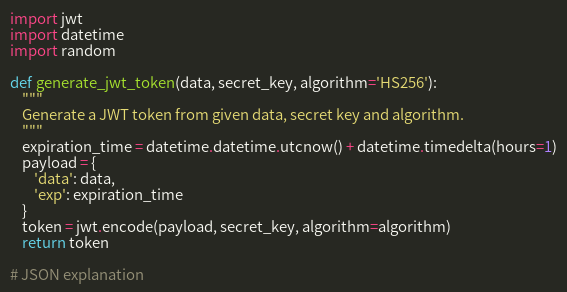 import jwt
import datetime
import random
def generate_jwt_token(data, secret_key, algorithm='HS256'):
"""
Generate a JWT token from given data, secret key and algorithm.
"""
expiration_time = datetime.datetime.utcnow() + datetime.timedelta(hours=1)
payload = {
'data': data,
'exp': expiration_time
}
token = jwt.encode(payload, secret_key, algorithm=algorithm)
return token
# JSON explanation